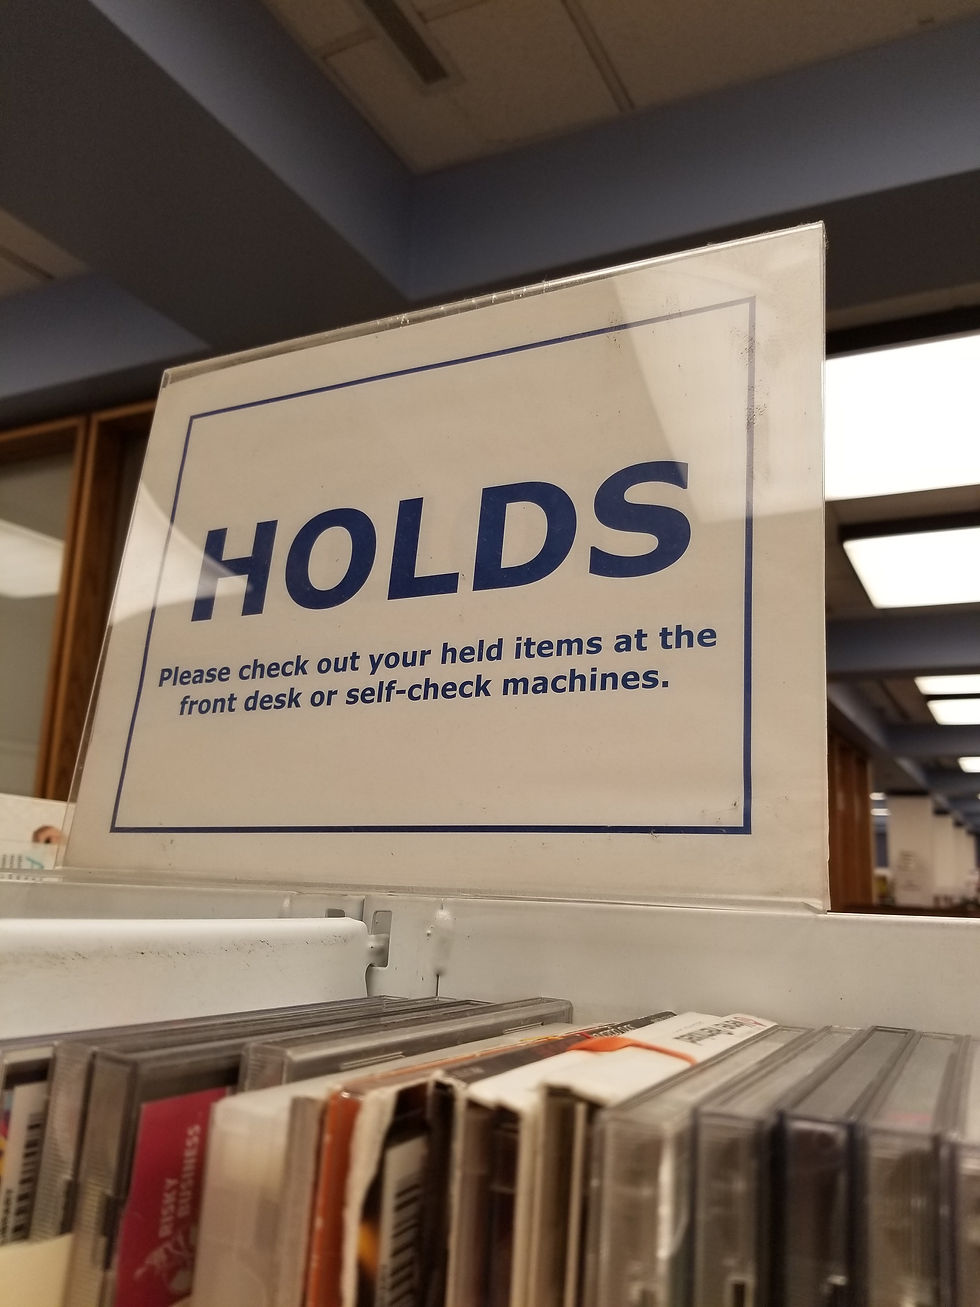 HOLDS
Please check out your held items at the
front desk or self-check machines.
RISKY
BUSINESS